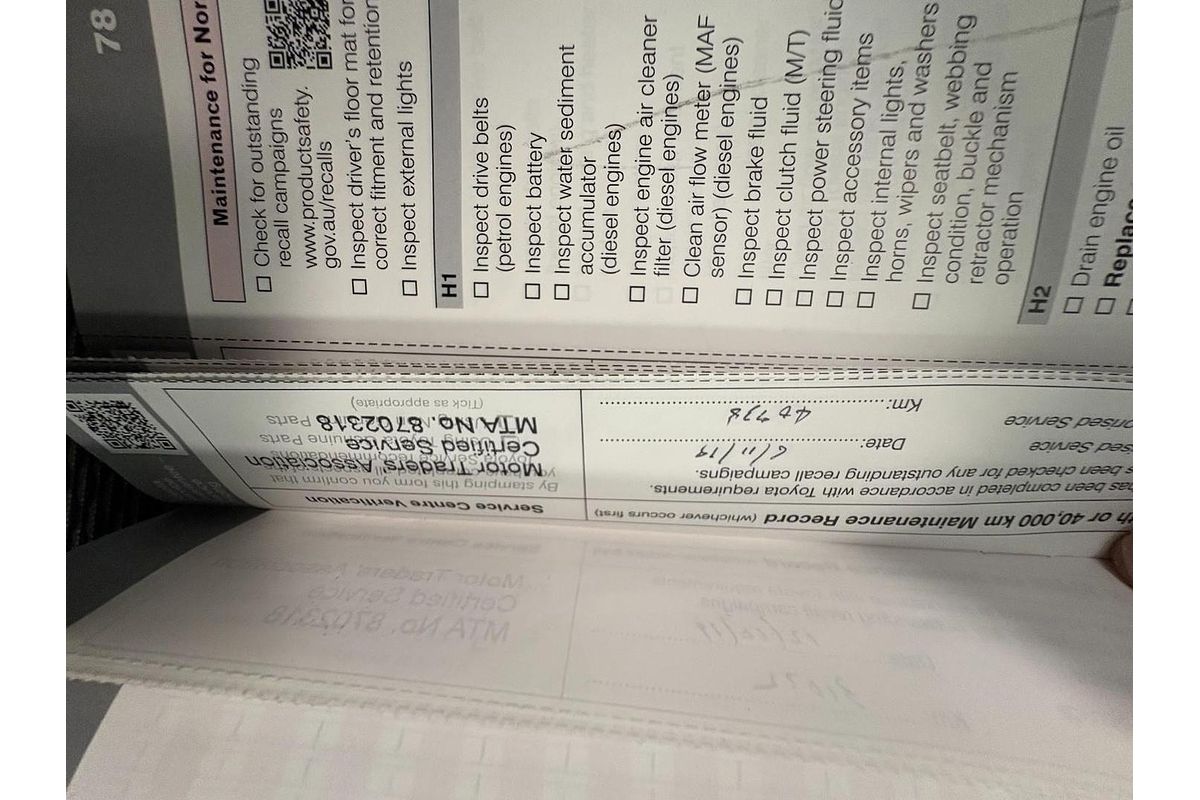 78
Maintenance for Nor
☐ Check for outstanding
recall campaigns
www.productsafety.
gov.au/recalls
☐ Inspect driver's floor mat for
correct fitment and retention
☐ Inspect external lights
H1
☐ Inspect drive belts
(petrol engines)
☐ Inspect battery
☐ Inspect water sediment
accumulator
(diesel engines)
☐ Inspect engine air cleaner
filter (diesel engines)
☐ Clean air flow meter (MAF
sensor) (diesel engines)
☐ Inspect brake fluid
☐ Inspect clutch fluid (M/T)
☐ Inspect power steering fluid
☐ Inspect accessory items
☐ Inspect internal lights,
horns, wipers and washers
☐ Inspect seatbelt, webbing
condition, buckle and
retractor mechanism
operation
H2
☐ Drain engine oil
☐ Replace
th or 40,000 km Maintenance Record (whichever occurs first)
has been completed in accordance with Toyota requirements.
s been checked for any outstanding recall campaigns.
sed Service
Date: 6/11/19
orised Service
Km: 40738
Service Centre Verification
By stamping this form you confirm that
Motor Traders' Association
Certified Service
MTA No. 8702318
(Tick as appropriate)